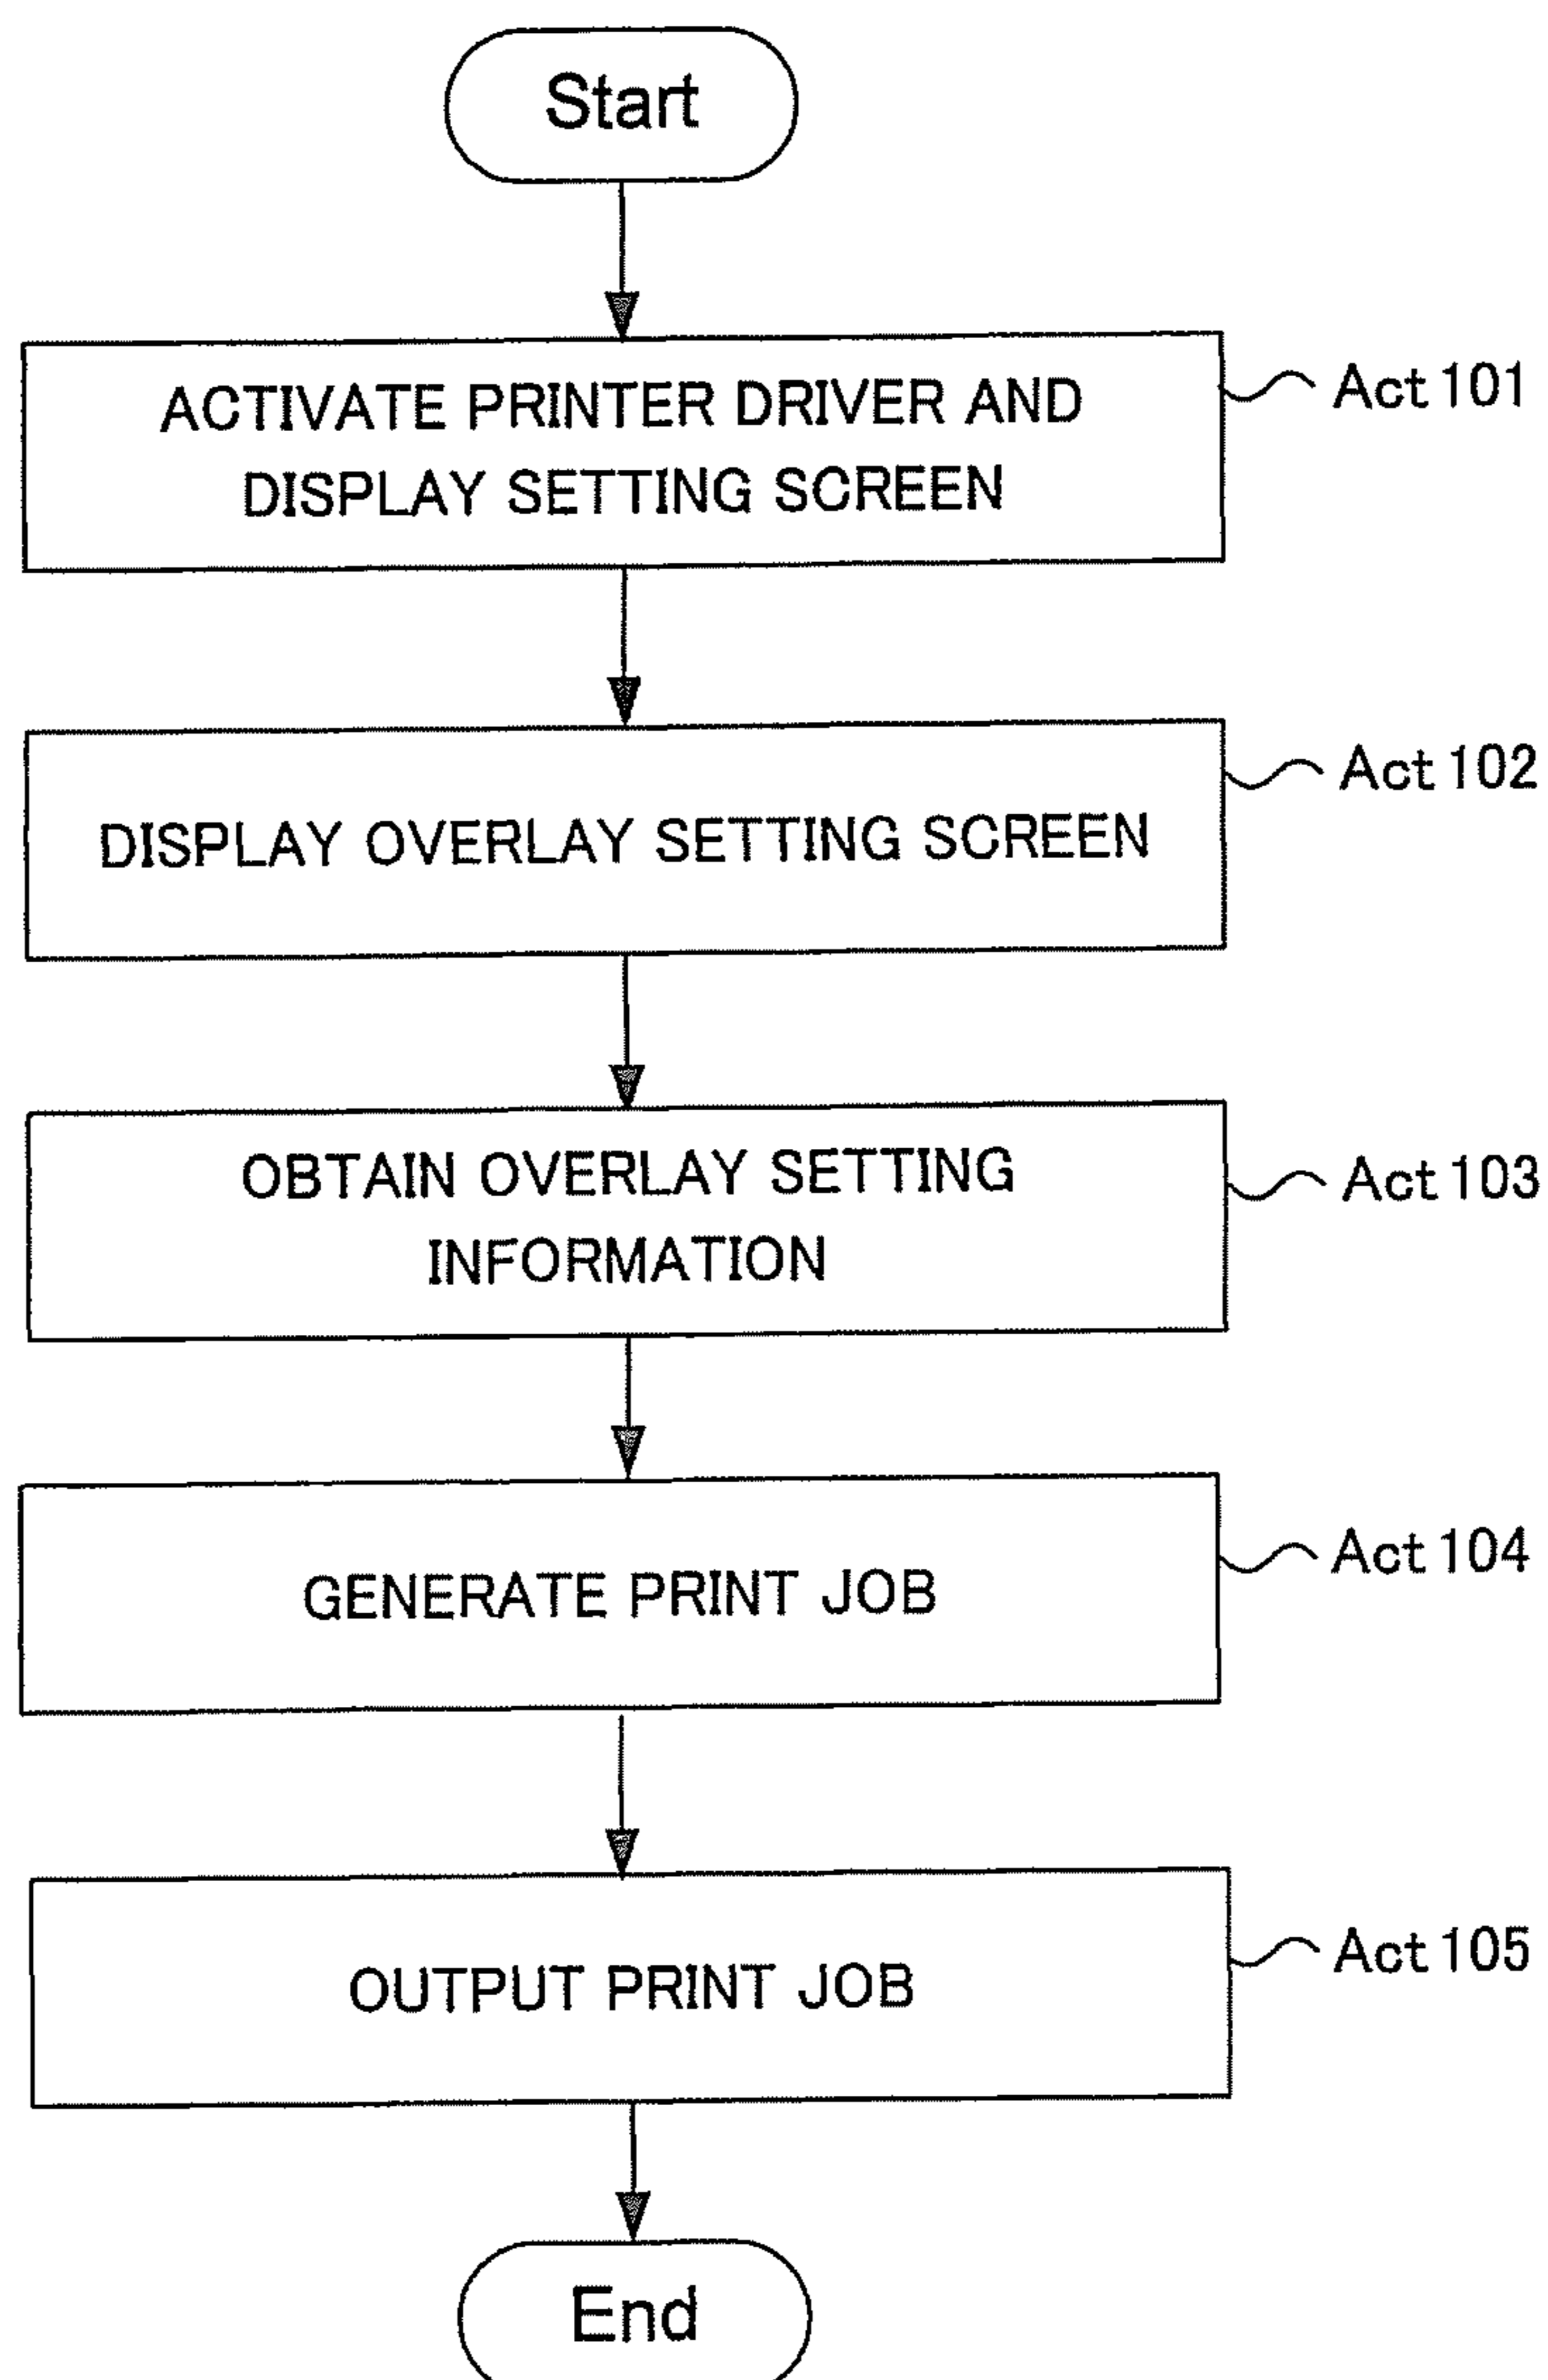 Start
ACTIVATE PRINTER DRIVER AND
DISPLAY SETTING SCREEN
Act 101
DISPLAY OVERLAY SETTING SCREEN
Act 102
OBTAIN OVERLAY SETTING
INFORMATION
Act 103
GENERATE PRINT JOB
Act 104
OUTPUT PRINT JOB
Act 105
End